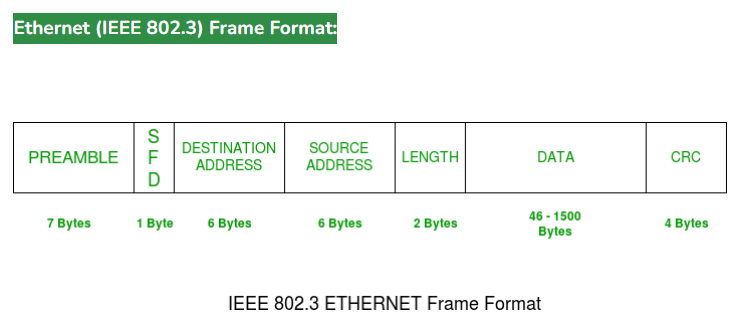 Ethernet (IEEE 802.3) Frame Format:
PREAMBLE
S
F
D
DESTINATION
ADDRESS
SOURCE
ADDRESS
LENGTH
DATA
CRC
7 Bytes
1 Byte
6 Bytes
6 Bytes
2 Bytes
46 - 1500
Bytes
4 Bytes
IEEE 802.3 ETHERNET Frame Format